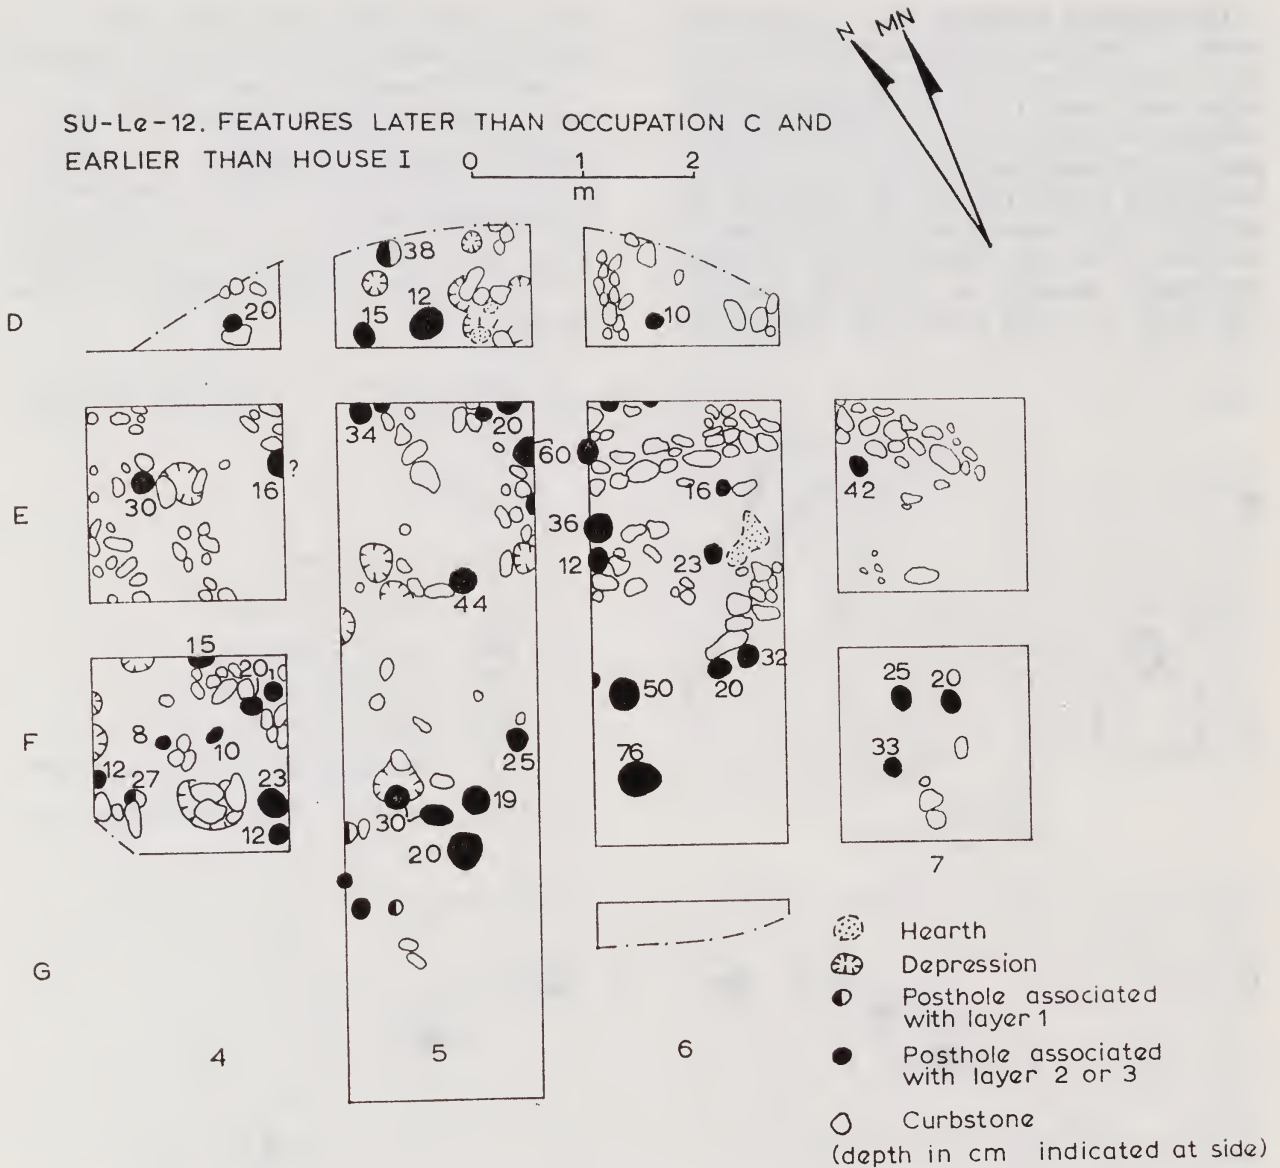 N MN
SU-Le-12. FEATURES LATER THAN OCCUPATION C AND
EARLIER THAN HOUSE I
0 1 2
m
D
20
38
15
12
10
E
30
16
?
34
20
44
60
36
12
16
23
42
F
15
20
8
10
12
27
23
12
25
30
19
20
50
76
20
32
25
20
33
G
4
5
6
7
Hearth
Depression
Posthole associated
with layer 1
Posthole associated
with layer 2 or 3
Curbstone
(depth in cm indicated at side)